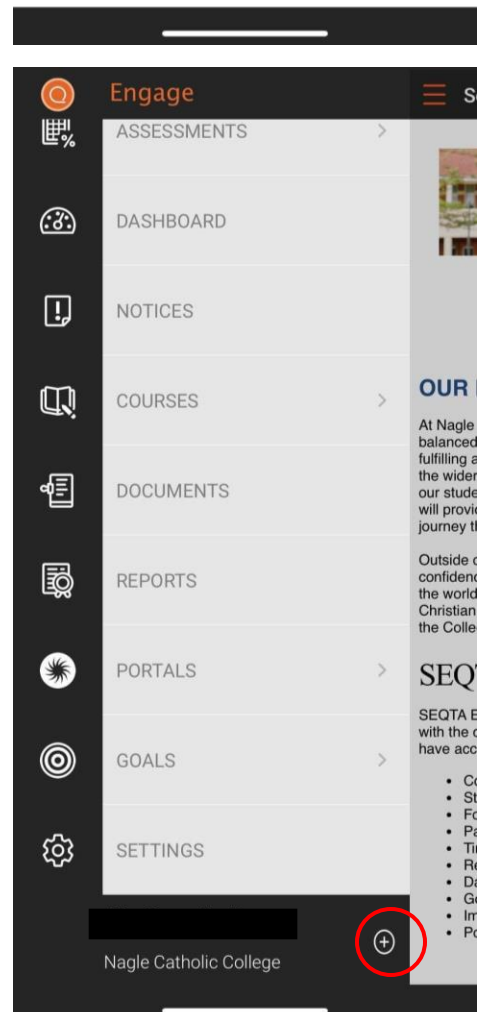 Engage
ASSESSMENTS
DASHBOARD
NOTICES
COURSES
DOCUMENTS
REPORTS
PORTALS
GOALS
SETTINGS
Nagle Catholic College
OUR
At Nagle
balanced
fulfilling a
the wider
our stude
will provi
journey th
Outside
confidenc
the world
Christian
the Colle
SEQT
SEQTA E
with the
have acc
• Co
• St
• Fo
• Pa
• Ti
• Re
• Da
• Go
• Im
• Po